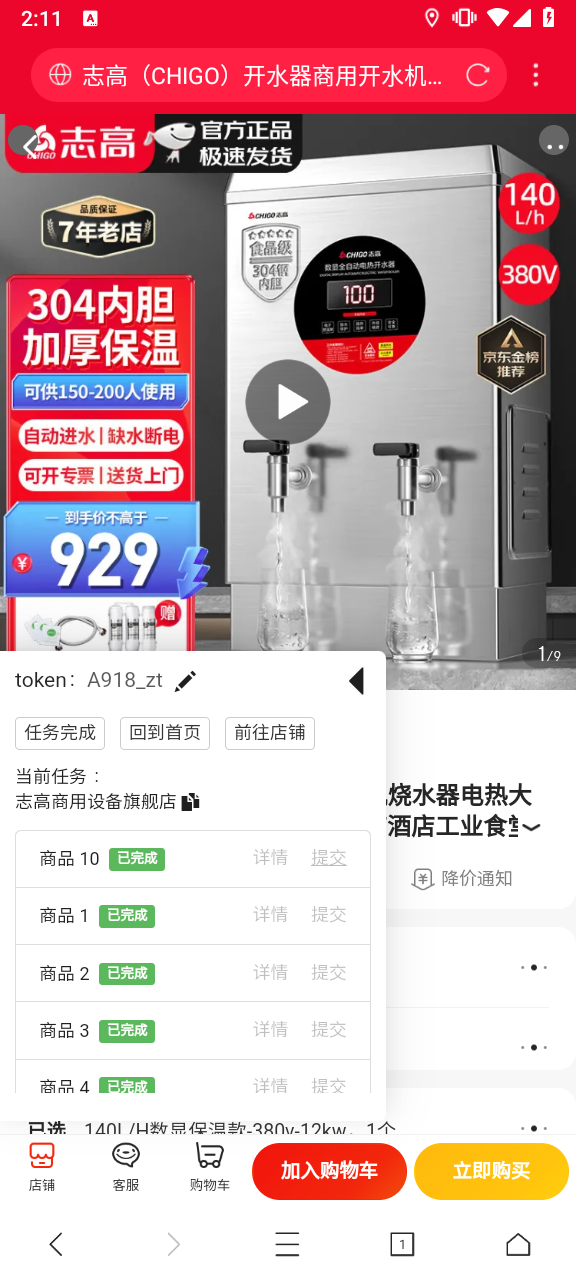 2:11
A
志高（CHIGO）开水器商用开水机...
CHIGO 志高
官方正品
极速发货
品质保证
7年老店
CHIGO 志高
食品级
304钢
内胆
CHIGO 志高
数显全自动电热开水器
100
140
L/h
380V
京东金榜
推荐
304内胆
加厚保温
可供150-200人使用
自动进水|缺水断电
可开专票|送货上门
到手价不高于
¥ 929
赠
1/9
token: A918_zt
任务完成 回到首页 前往店铺
当前任务：
志高商用设备旗舰店
商品 10 已完成 详情 提交
商品 1 已完成 详情 提交
商品 2 已完成 详情 提交
商品 3 已完成 详情 提交
商品 4 已完成 详情 提交
烧水器电热大
酒店工业食堂
降价通知
已选 140L/H数显保温款-380v-12kw，1个
店铺
客服
购物车
加入购物车
立即购买
1